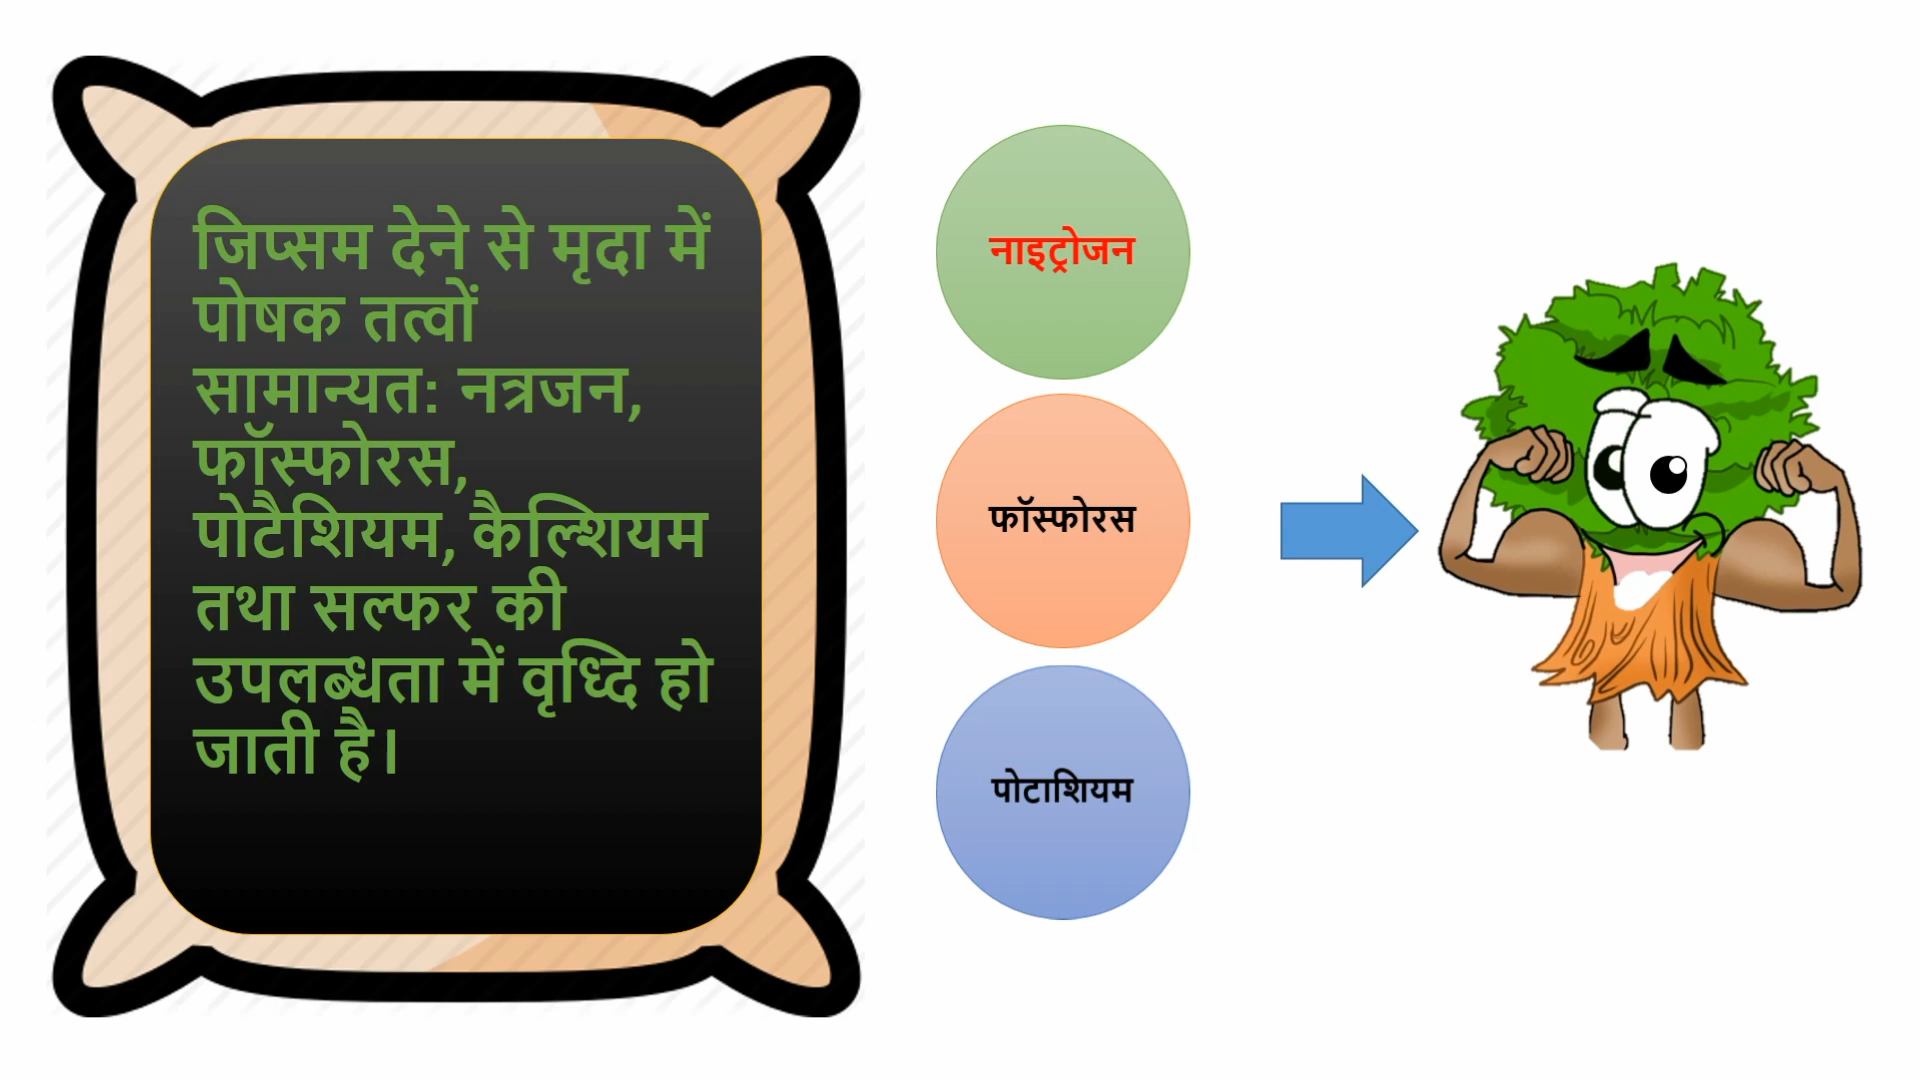 जिप्सम देने से मृदा में
पोषक तत्वों
सामान्यत: नत्रजन,
फॉस्फोरस,
पोटैशियम, कैल्शियम
तथा सल्फर की
उपलब्धता में वृध्दि हो
जाती है।
नाइट्रोजन
फॉस्फोरस
पोटाशियम